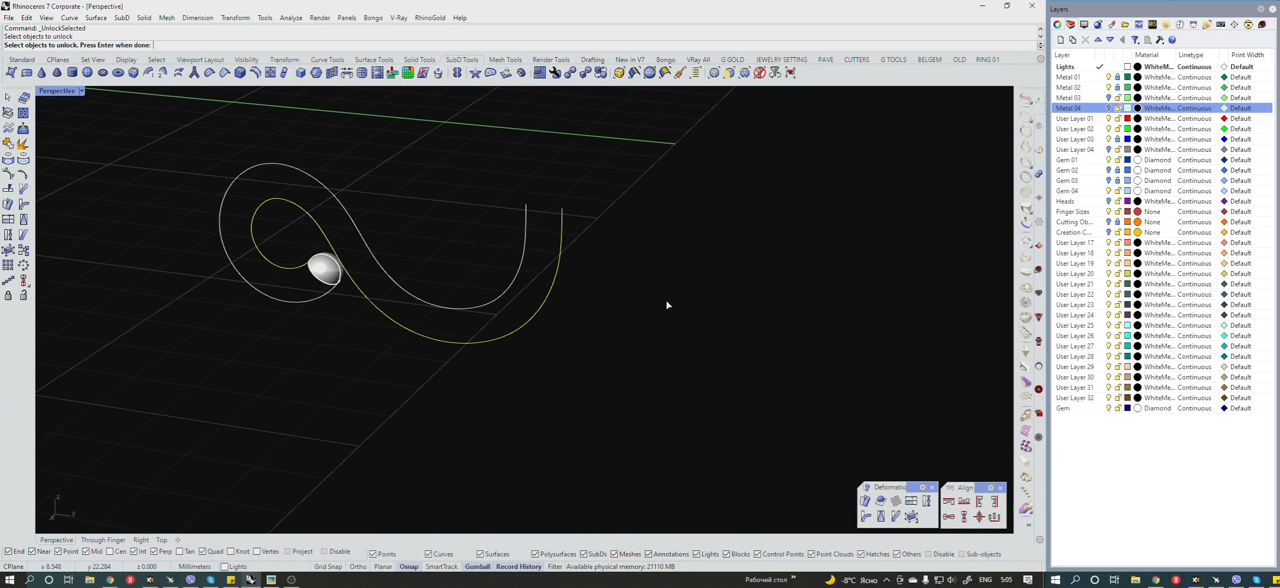 Rhinoceros 7 Corporate - [Perspective]
File Edit View Curve Surface SubD Solid Mesh Dimension Transform Tools Analyze Render Panels Bongo V-Ray RhinoGold Help
Command: _UnlockSelected
Select objects to unlock
Select objects to unlock. Press Enter when done:
Standard CPlanes Set View Display Select Viewport Layout Visibility Transform Curve Tools Surface Tools Solid Tools SubD Tools Mesh Tools Render Tools Drafting New in V7 Bongo V-Ray G GOLD JEWELRY SETTING PAVE CUTTERS G TOOLS BELGEM OLD RING 01
Perspective
z
y
Deformatio
Align
Perspective Through Finger Right Top
End Near Point Mid Cen Int Perp Tan Quad Knot Vertex Project Disable Points Curves Surfaces Polysurfaces SubDs Meshes Annotations Lights Blocks Control Points Point Clouds Hatches Others Disable Sub-objects
CPlane x 8.548 y 22.284 ±0.000 Millimeters Lights Grid Snap Ortho Planar Osnap SmartTrack Gumball Record History Filter Available physical memory: 21110 MB
Рабочий стол -8°C Ясно ENG 5:05
Layers
Layer Material Linetype Print Width
Lights WhiteM... Continuous Default
Metal 01 WhiteMe... Continuous Default
Metal 02 WhiteMe... Continuous Default
Metal 03 WhiteMe... Continuous Default
Metal 04 WhiteMe... Continuous Default
User Layer 01 WhiteMe... Continuous Default
User Layer 02 WhiteMe... Continuous Default
User Layer 03 WhiteMe... Continuous Default
User Layer 04 WhiteMe... Continuous Default
Gem 01 Diamond Continuous Default
Gem 02 Diamond Continuous Default
Gem 03 Diamond Continuous Default
Gem 04 Diamond Continuous Default
Heads WhiteMe... Continuous Default
Finger Sizes None Continuous Default
Cutting Ob... None Continuous Default
Creation C... None Continuous Default
User Layer 17 WhiteMe... Continuous Default
User Layer 18 WhiteMe... Continuous Default
User Layer 19 WhiteMe... Continuous Default
User Layer 20 WhiteMe... Continuous Default
User Layer 21 WhiteMe... Continuous Default
User Layer 22 WhiteMe... Continuous Default
User Layer 23 WhiteMe... Continuous Default
User Layer 24 WhiteMe... Continuous Default
User Layer 25 WhiteMe... Continuous Default
User Layer 26 WhiteMe... Continuous Default
User Layer 27 WhiteMe... Continuous Default
User Layer 28 WhiteMe... Continuous Default
User Layer 29 WhiteMe... Continuous Default
User Layer 30 WhiteMe... Continuous Default
User Layer 31 WhiteMe... Continuous Default
User Layer 32 WhiteMe... Continuous Default
Gem Diamond Continuous Default
ENG 5:05